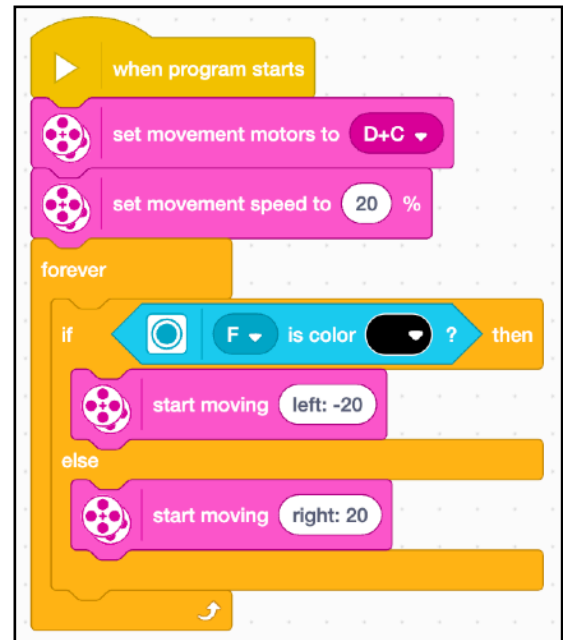 when program starts
set movement motors to D+C
set movement speed to 20 %
forever
if F is color ? then
start moving left: -20
else
start moving right: 20